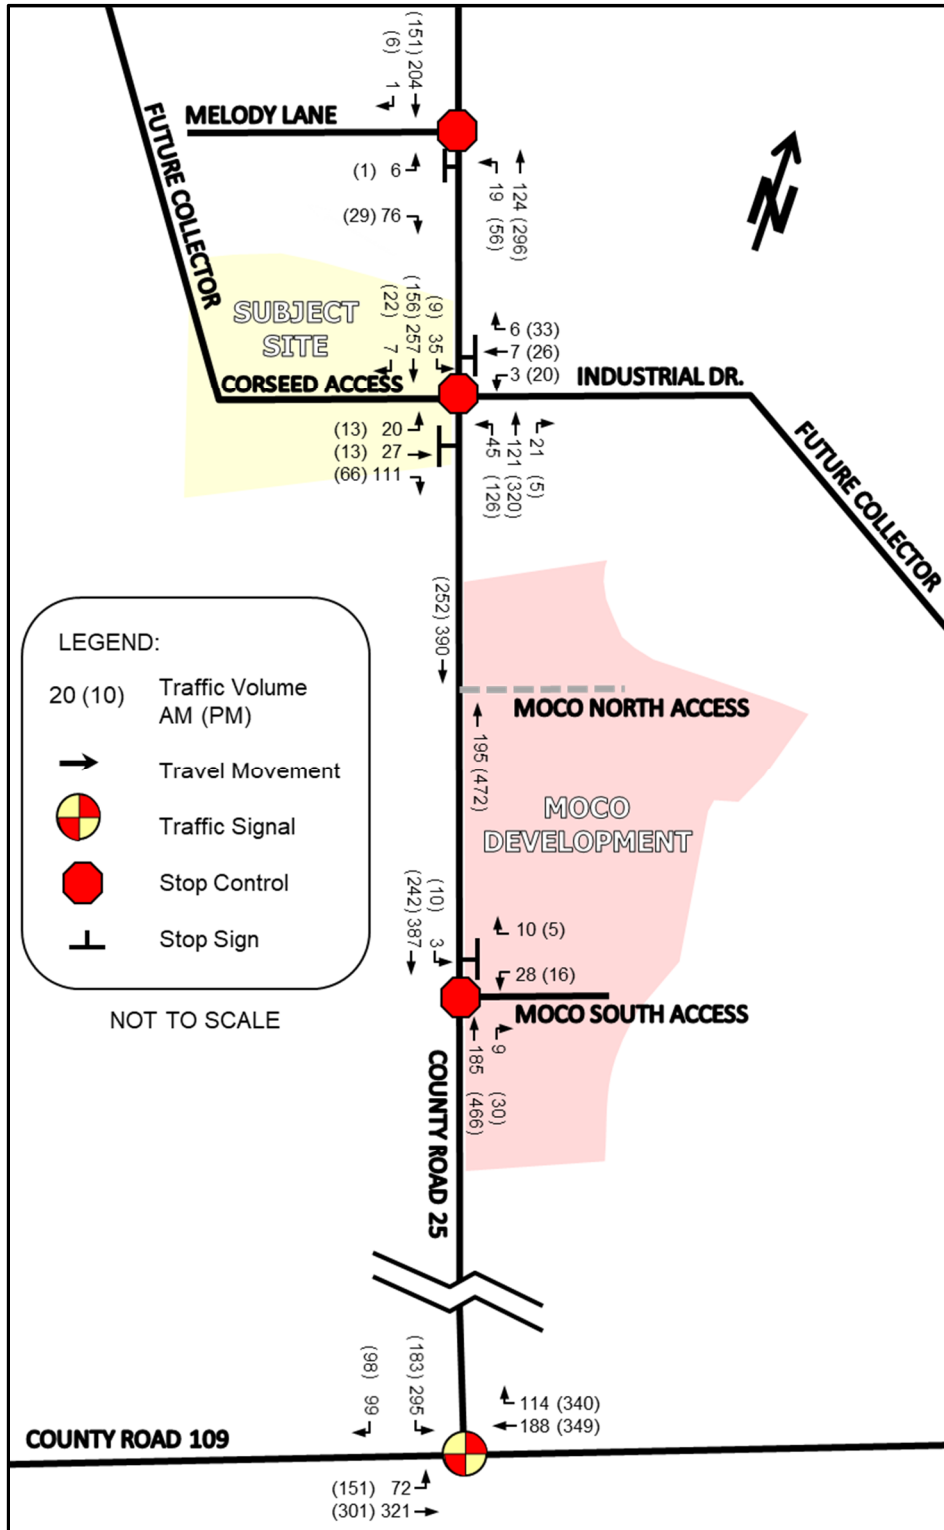 (151) 204
(6) 1
MELODY LANE
FUTURE COLLECTOR
(1) 6
(29) 76
124 (296)
19 (56)
N
SUBJECT
SITE
(9) 35
(156) 257
(22) 7
6 (33)
7 (26)
3 (20)
CORSEED ACCESS
INDUSTRIAL DR.
(13) 20
(13) 27
(66) 111
21 (5)
121 (320)
45 (126)
FUTURE COLLECTOR
(252) 390
MOCO NORTH ACCESS
195 (472)
MOCO
DEVELOPMENT
LEGEND:
20 (10) Traffic Volume
AM (PM)
Travel Movement
Traffic Signal
Stop Control
Stop Sign
NOT TO SCALE
(10) 3
(242) 387
10 (5)
28 (16)
MOCO SOUTH ACCESS
9 (30)
185 (466)
COUNTY ROAD 25
(183) 295
(98) 99
114 (340)
188 (349)
COUNTY ROAD 109
(151) 72
(301) 321